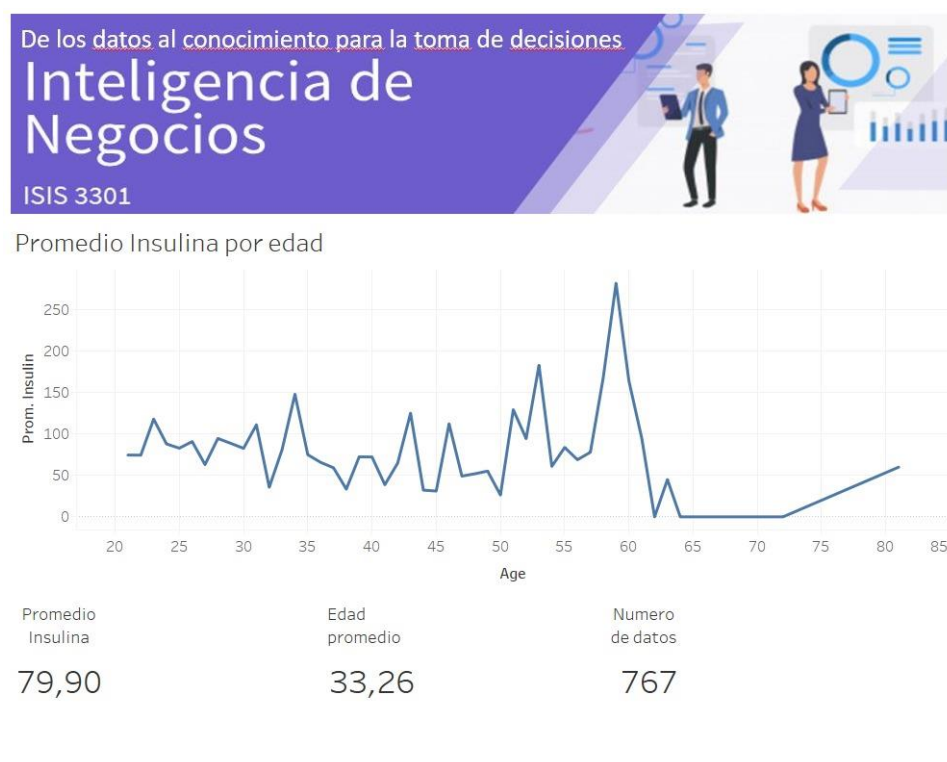 De los datos al conocimiento para la toma de decisiones
Inteligencia de
Negocios
ISIS 3301
Promedio Insulina por edad
250
200
150
100
50
0
Prom. Insulin
20 25 30 35 40 45 50 55 60 65 70 75 80 85
Age
Promedio
Insulina
79,90
Edad
promedio
33,26
Numero
de datos
767